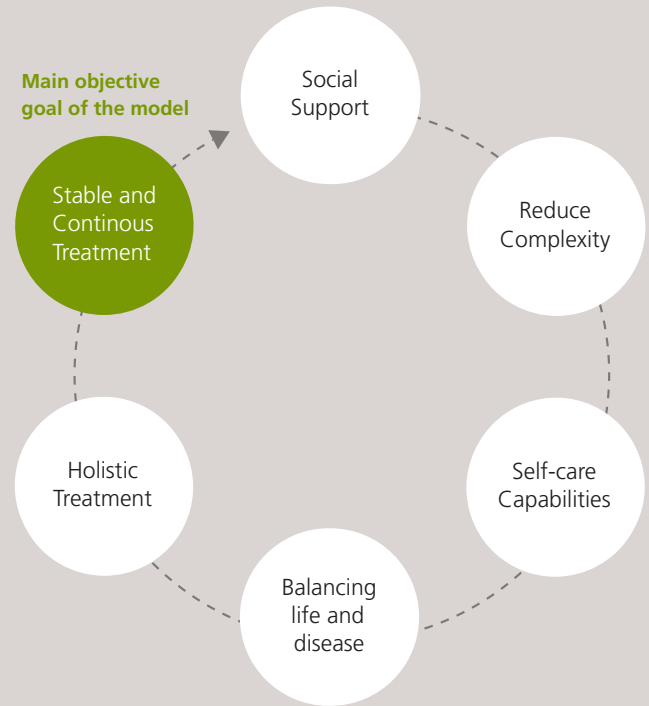 Main objective
goal of the model
Social
Support
Stable and
Continous
Treatment
Reduce
Complexity
Holistic
Treatment
Self-care
Capabilities
Balancing
life and
disease